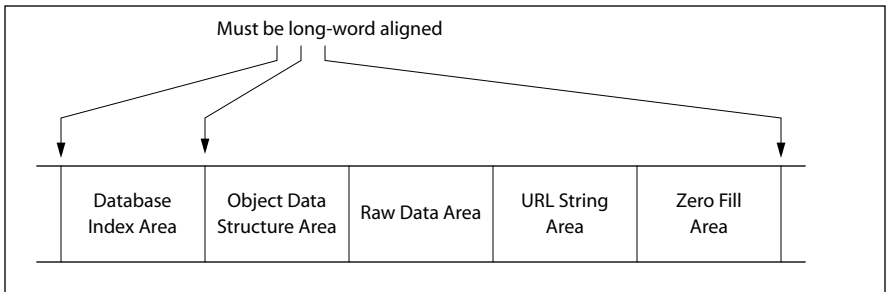 Must be long-word aligned
Database
Index Area
Object Data
Structure Area
Raw Data Area
URL String
Area
Zero Fill
Area